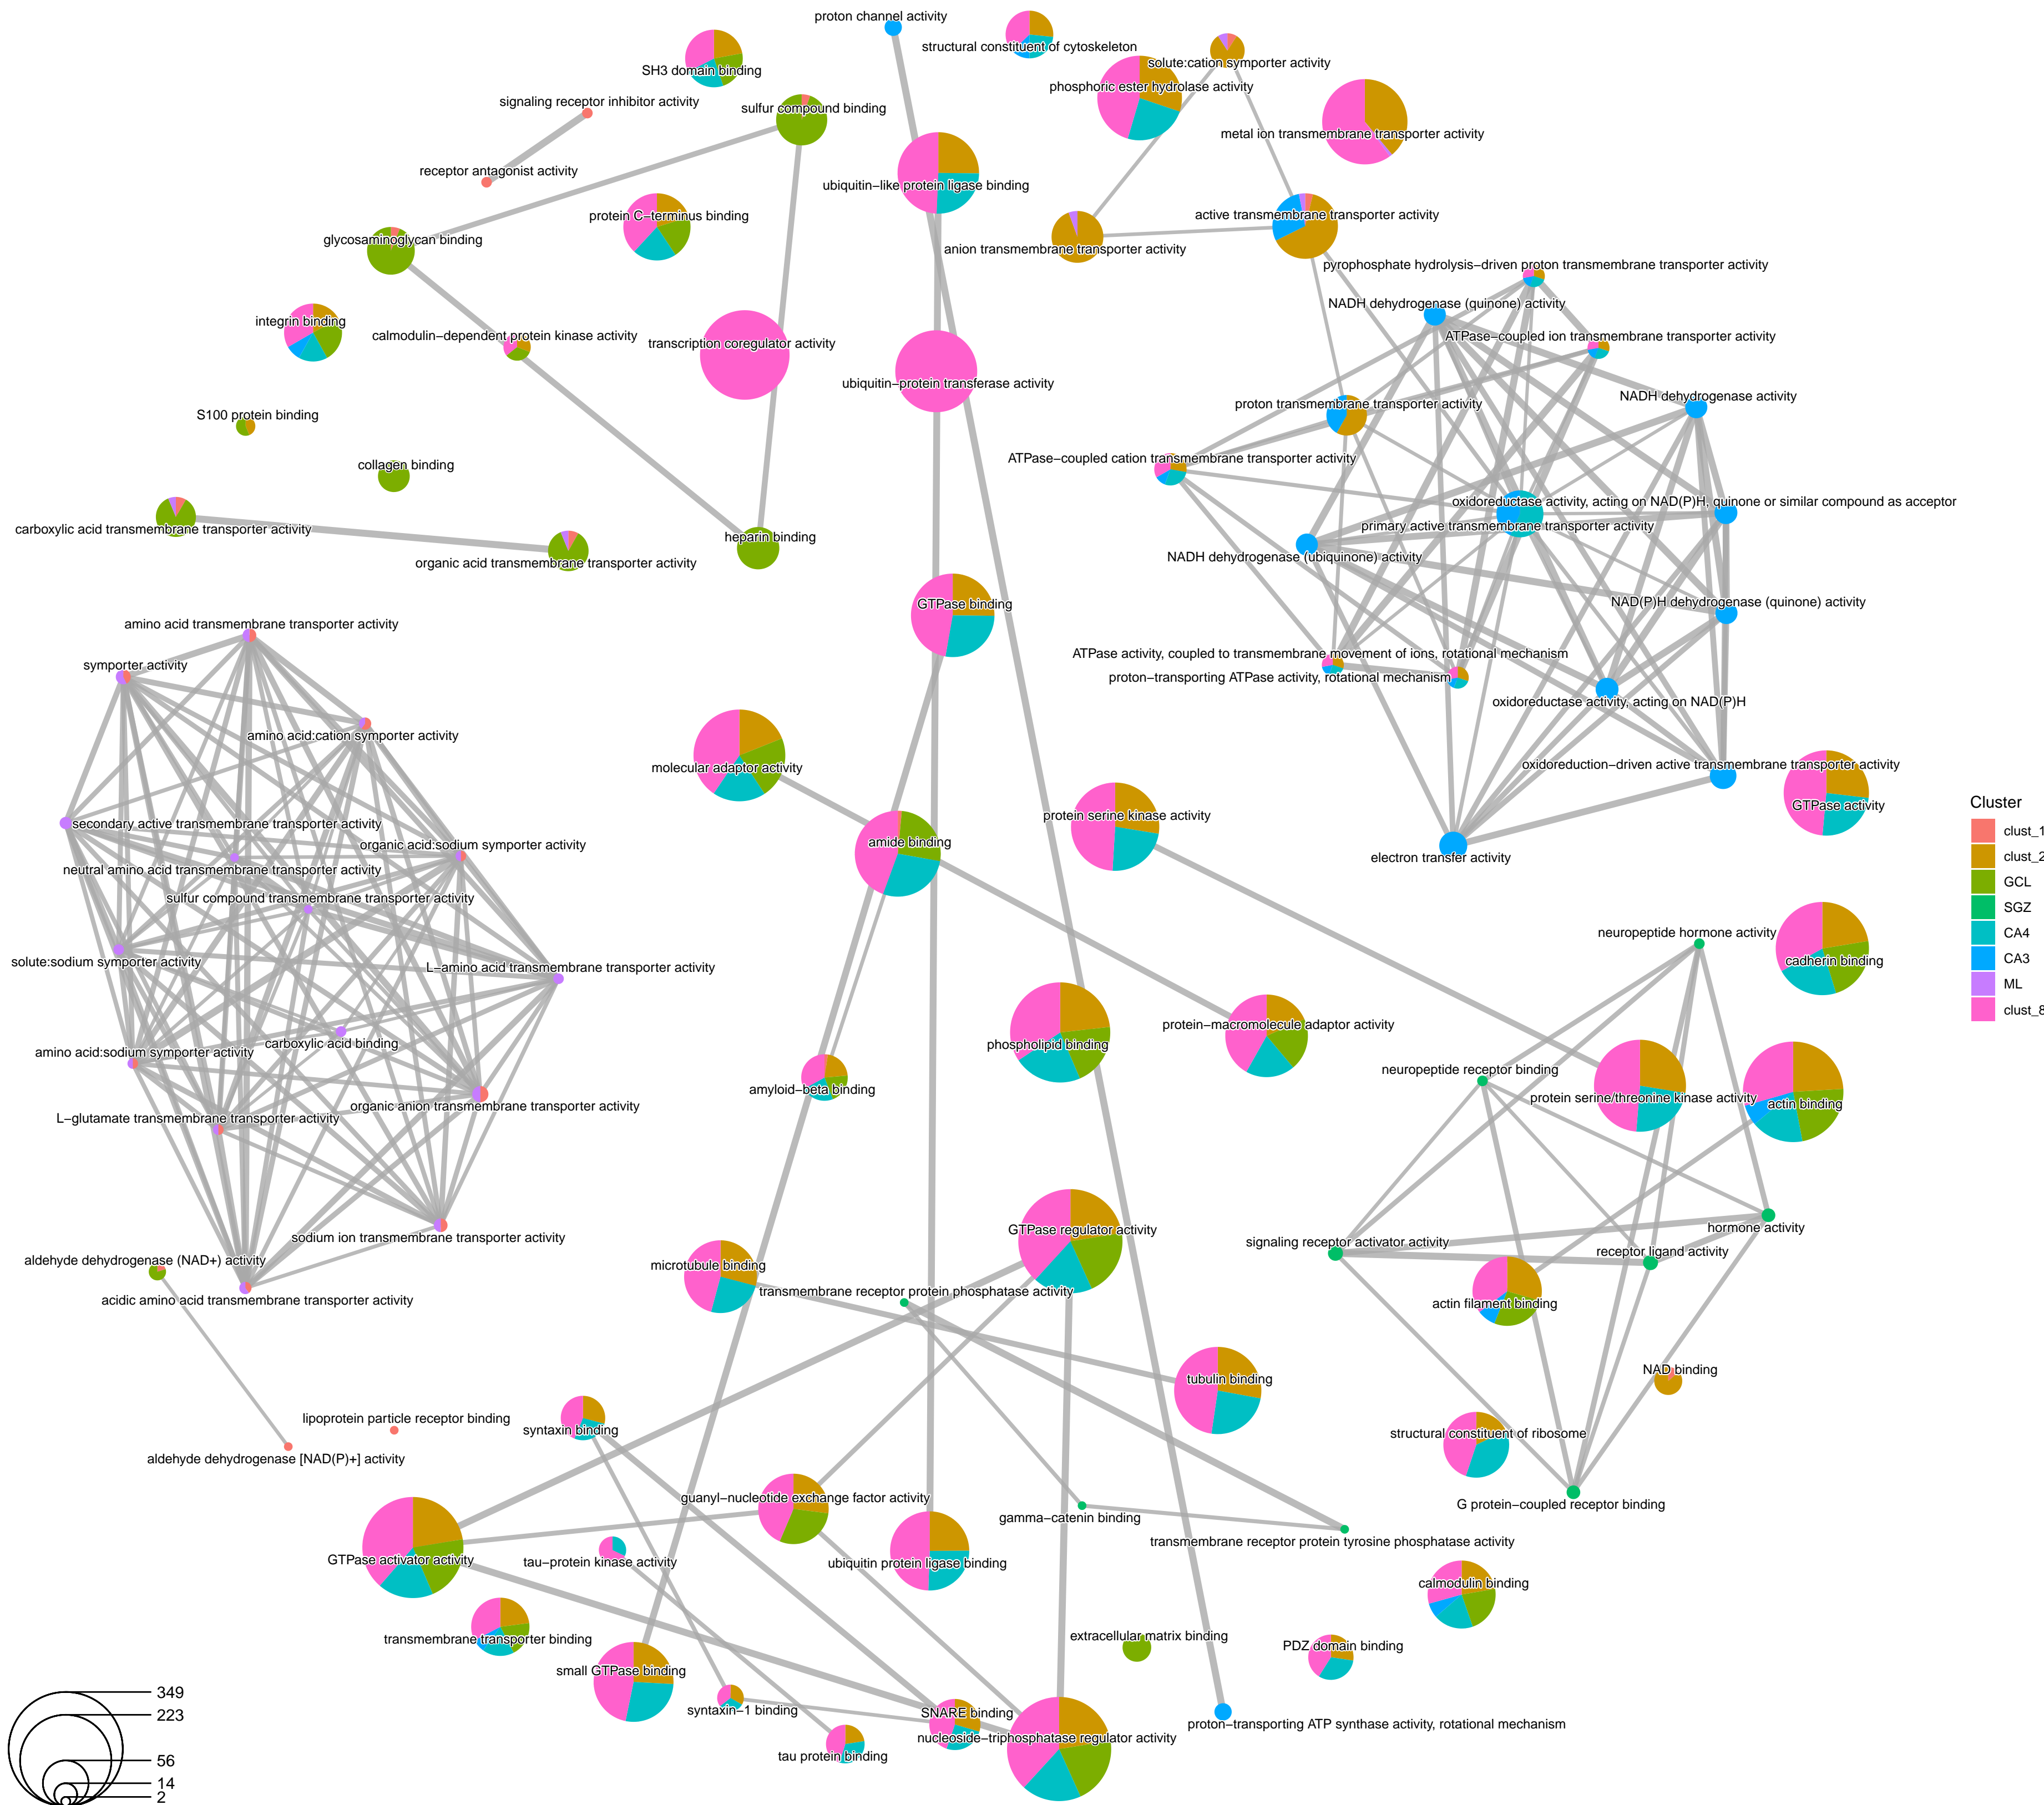 proton channel activity
structural constituent of cytoskeleton
SH3 domain binding
solute:cation symporter activity
phosphoric ester hydrolase activity
signaling receptor inhibitor activity
sulfur compound binding
metal ion transmembrane transporter activity
receptor antagonist activity
ubiquitin−like protein ligase binding
protein C−terminus binding
active transmembrane transporter activity
glycosaminoglycan binding
anion transmembrane transporter activity
pyrophosphate hydrolysis−driven proton transmembrane transporter activity
NADH dehydrogenase (quinone) activity
integrin binding
calmodulin−dependent protein kinase activity
ATPase−coupled ion transmembrane transporter activity
transcription coregulator activity
ubiquitin−protein transferase activity
NADH dehydrogenase activity
proton transmembrane transporter activity
S100 protein binding
collagen binding
ATPase−coupled cation transmembrane transporter activity
oxidoreductase activity, acting on NAD(P)H, quinone or similar compound as acceptor
carboxylic acid transmembrane transporter activity
primary active transmembrane transporter activity
heparin binding
NADH dehydrogenase (ubiquinone) activity
organic acid transmembrane transporter activity
GTPase binding
NAD(P)H dehydrogenase (quinone) activity
amino acid transmembrane transporter activity
ATPase activity, coupled to transmembrane movement of ions, rotational mechanism
symporter activity
proton−transporting ATPase activity, rotational mechanism
oxidoreductase activity, acting on NAD(P)H
amino acid:cation symporter activity
molecular adaptor activity
oxidoreduction−driven active transmembrane transporter activity
GTPase activity
Cluster
clust_1
clust_2
GCL
SGZ
CA4
CA3
ML
clust_8
protein serine kinase activity
secondary active transmembrane transporter activity
amide binding
organic acid:sodium symporter activity
electron transfer activity
neutral amino acid transmembrane transporter activity
sulfur compound transmembrane transporter activity
neuropeptide hormone activity
solute:sodium symporter activity
L−amino acid transmembrane transporter activity
cadherin binding
protein−macromolecule adaptor activity
phospholipid binding
carboxylic acid binding
amino acid:sodium symporter activity
neuropeptide receptor binding
amyloid−beta binding
protein serine/threonine kinase activity
actin binding
organic anion transmembrane transporter activity
L−glutamate transmembrane transporter activity
hormone activity
GTPase regulator activity
sodium ion transmembrane transporter activity
signaling receptor activator activity
receptor ligand activity
aldehyde dehydrogenase (NAD+) activity
microtubule binding
transmembrane receptor protein phosphatase activity
acidic amino acid transmembrane transporter activity
actin filament binding
NAD binding
tubulin binding
lipoprotein particle receptor binding
syntaxin binding
structural constituent of ribosome
aldehyde dehydrogenase [NAD(P)+] activity
guanyl−nucleotide exchange factor activity
G protein−coupled receptor binding
gamma−catenin binding
transmembrane receptor protein tyrosine phosphatase activity
GTPase activator activity
tau−protein kinase activity
ubiquitin protein ligase binding
calmodulin binding
transmembrane transporter binding
extracellular matrix binding
PDZ domain binding
small GTPase binding
syntaxin−1 binding
SNARE binding
proton−transporting ATP synthase activity, rotational mechanism
nucleoside−triphosphatase regulator activity
tau protein binding
349
223
56
14
2